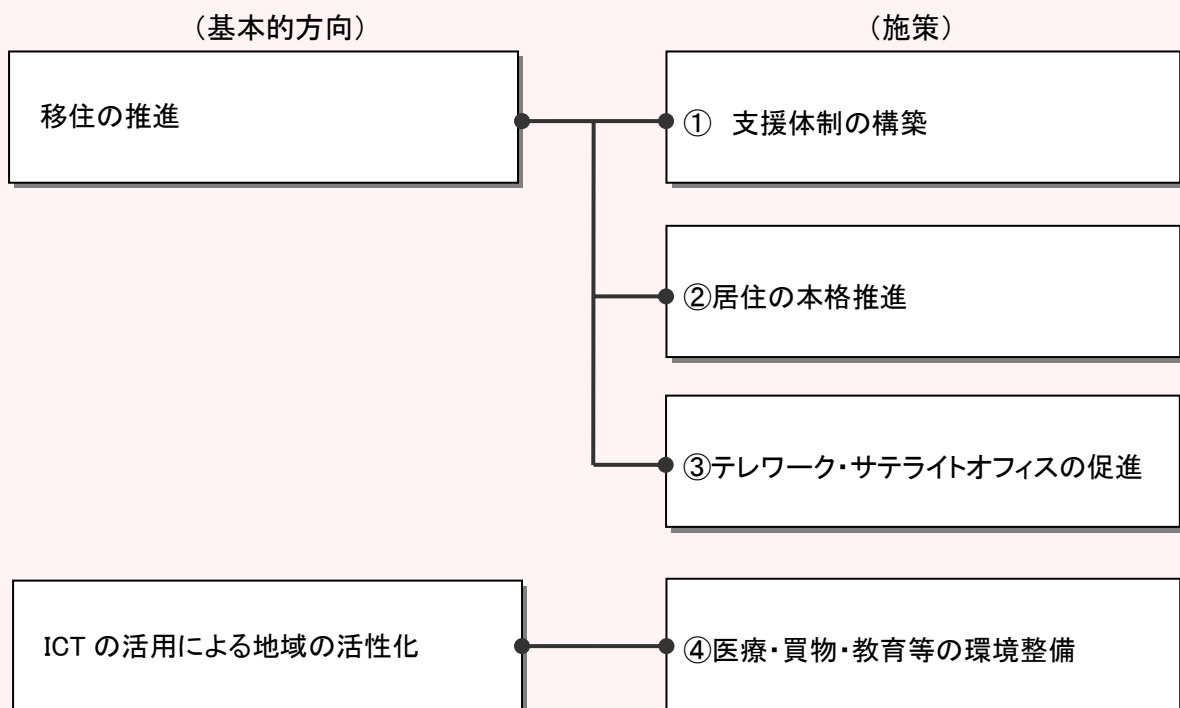 （基本的方向）
（施策）
移住の推進
① 支援体制の構築
②居住の本格推進
③テレワーク・サテライトオフィスの促進
ICT の活用による地域の活性化
④医療・買物・教育等の環境整備